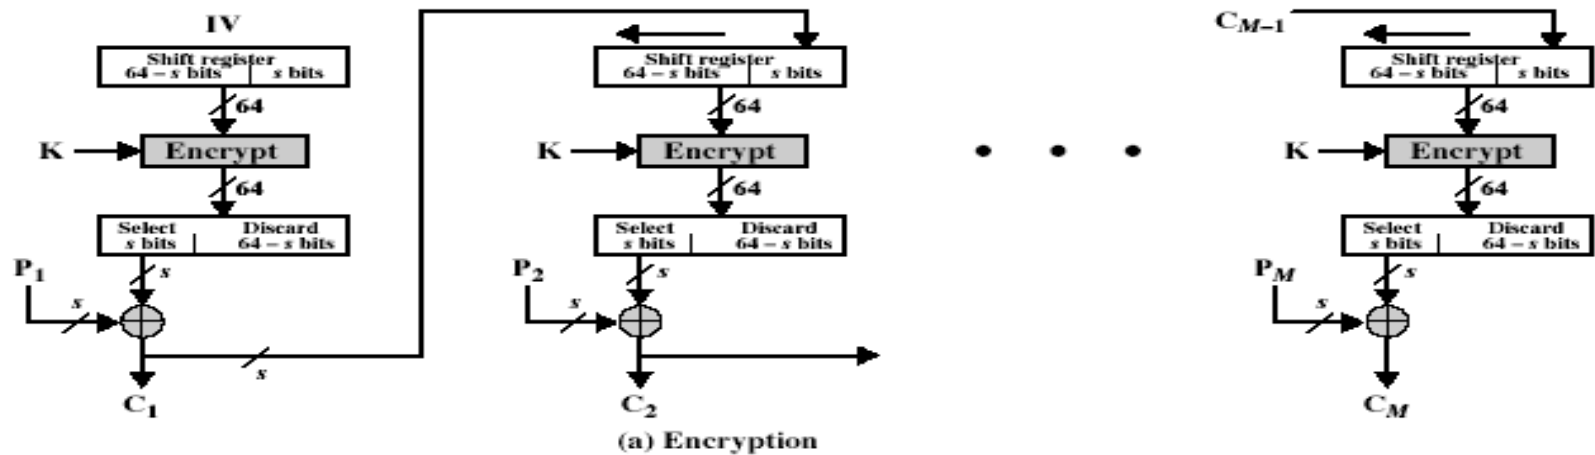 IV
C_M–1
Shift register
64 – s bits | s bits
Shift register
64 – s bits | s bits
Shift register
64 – s bits | s bits
64
64
64
K
Encrypt
K
Encrypt
K
Encrypt
64
64
64
Select
s bits
Discard
64 – s bits
Select
s bits
Discard
64 – s bits
Select
s bits
Discard
64 – s bits
P1
s
s
P2
s
s
PM
s
s
s
C1
C2
CM
(a) Encryption